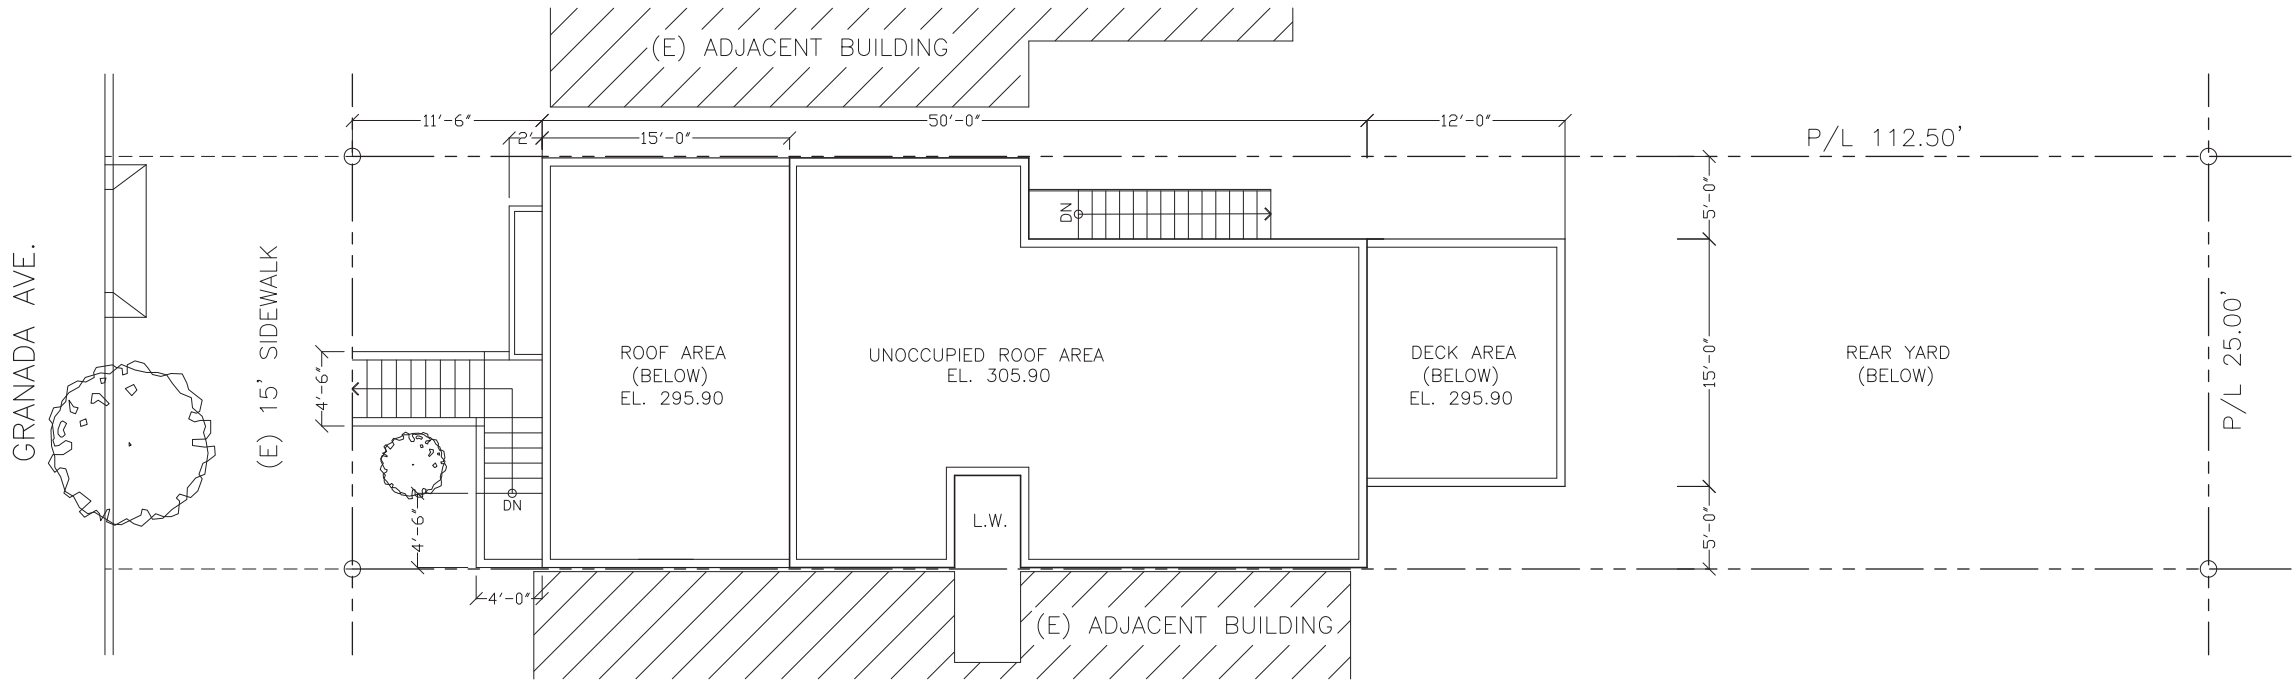 (E) ADJACENT BUILDING
11'-6"
50'-0"
12'-0"
2'
15'-0"
P/L 112.50'
5'-0"
DN
GRANADA AVE.
(E) 15' SIDEWALK
4'-6"
ROOF AREA
(BELOW)
EL. 295.90
UNOCCUPIED ROOF AREA
EL. 305.90
DECK AREA
(BELOW)
EL. 295.90
15'-0"
REAR YARD
(BELOW)
P/L 25.00'
DN
4'-6"
L.W.
5'-0"
4'-0"
(E) ADJACENT BUILDING